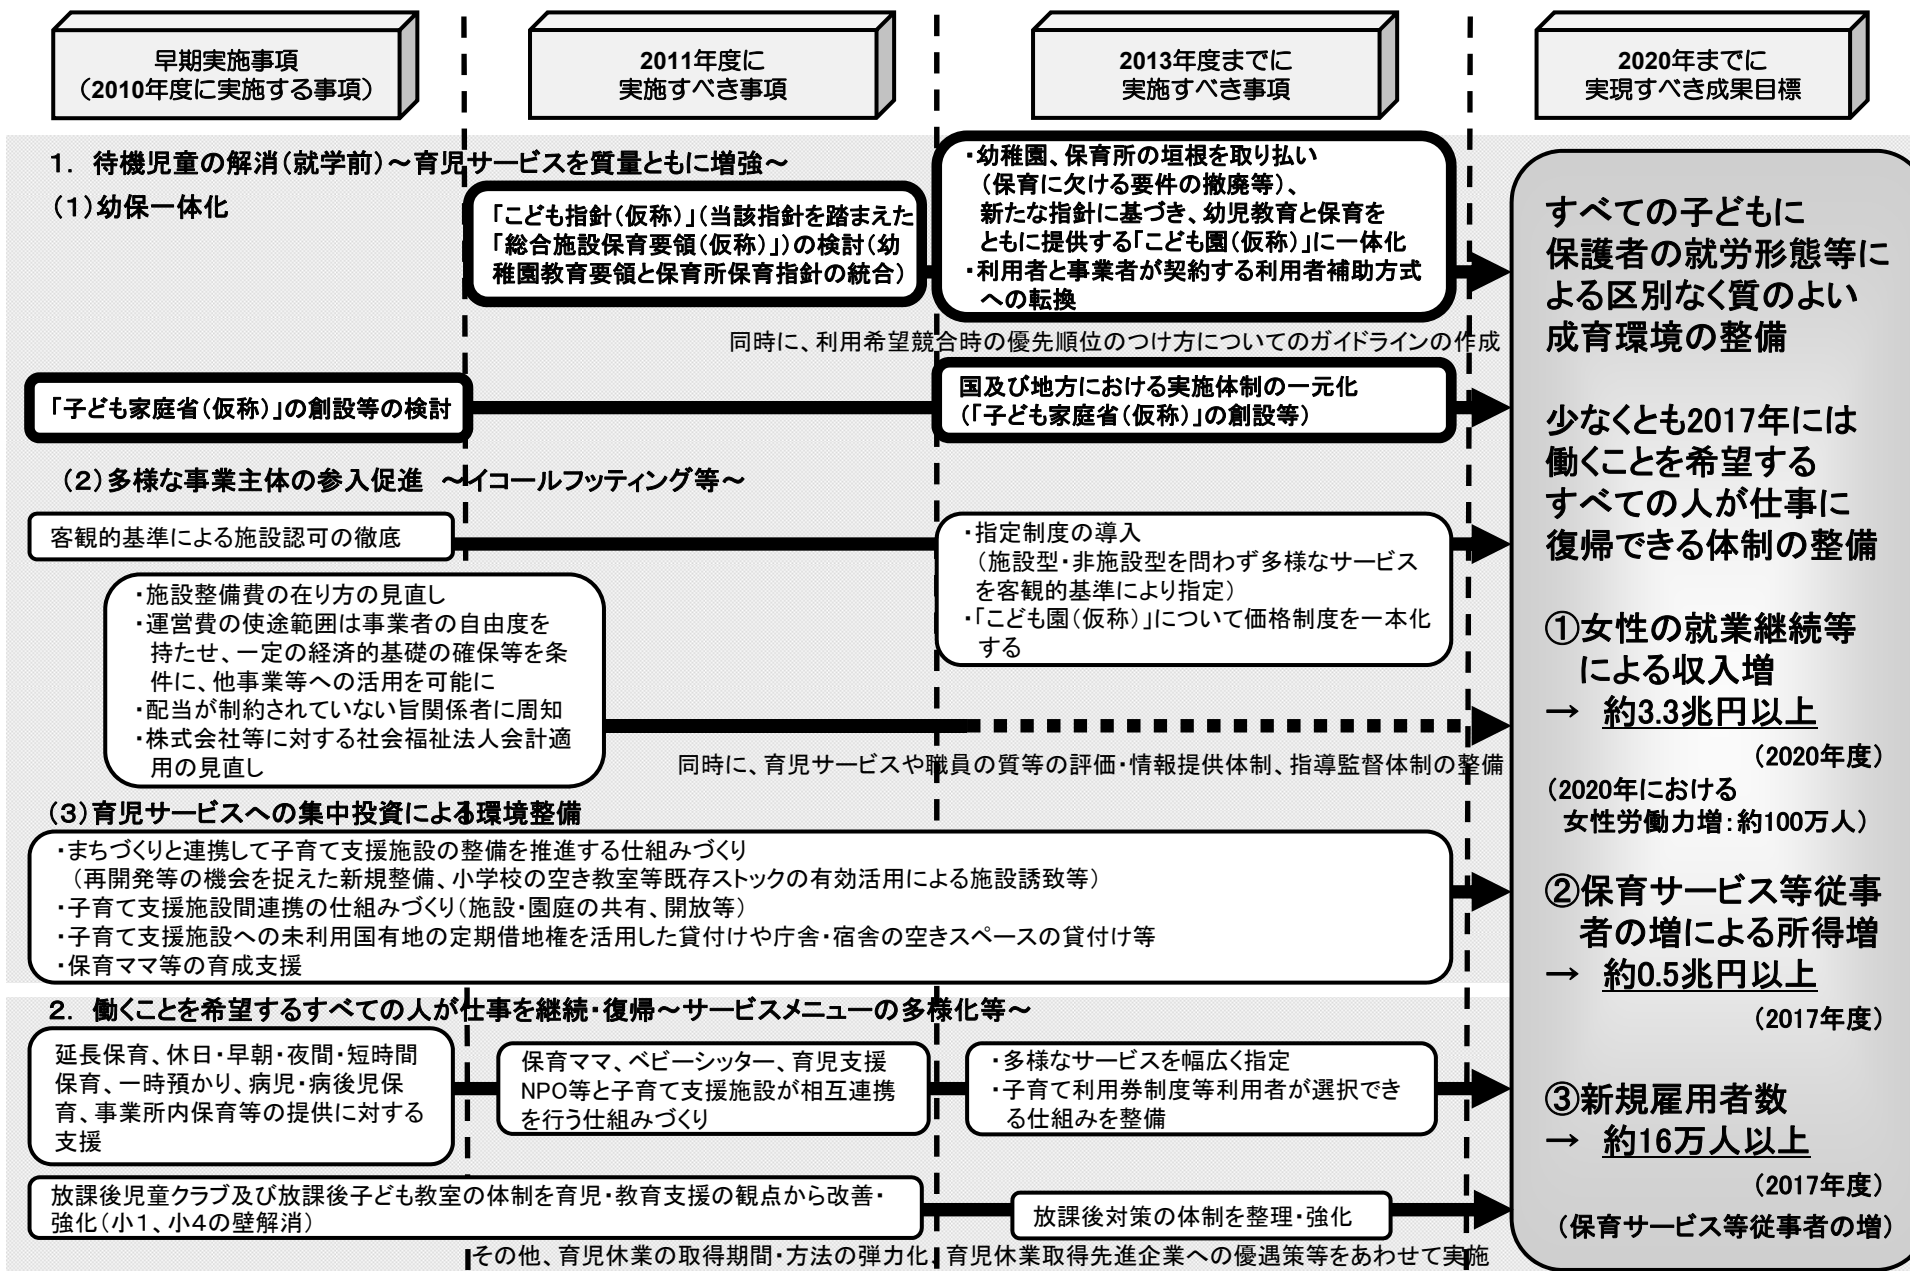 早期実施事項
（2010年度に実施する事項）
2011年度に
実施すべき事項
2013年度までに
実施すべき事項
2020年までに
実現すべき成果目標
１．待機児童の解消（就学前）～育児サービスを質量ともに増強～
（１）幼保一体化
「こども指針（仮称）」（当該指針を踏まえた
「総合施設保育要領（仮称）」）の検討（幼
稚園教育要領と保育所保育指針の統合）
・幼稚園、保育所の垣根を取り払い
（保育に欠ける要件の撤廃等）、
新たな指針に基づき、幼児教育と保育を
ともに提供する「こども園（仮称）」に一体化
・利用者と事業者が契約する利用者補助方式
への転換
同時に、利用希望競合時の優先順位のつけ方についてのガイドラインの作成
「子ども家庭省（仮称）」の創設等の検討
国及び地方における実施体制の一元化
（「子ども家庭省（仮称）」の創設等）
（２）多様な事業主体の参入促進　～イコールフッティング等～
客観的基準による施設認可の徹底
・指定制度の導入
（施設型・非施設型を問わず多様なサービス
を客観的基準により指定）
・「こども園（仮称）」について価格制度を一本化
する
・施設整備費の在り方の見直し
・運営費の使途範囲は事業者の自由度を
持たせ、一定の経済的基礎の確保等を条
件に、他事業等への活用を可能に
・配当が制約されていない旨関係者に周知
・株式会社等に対する社会福祉法人会計適
用の見直し
同時に、育児サービスや職員の質等の評価・情報提供体制、指導監督体制の整備
（３）育児サービスへの集中投資による環境整備
・まちづくりと連携して子育て支援施設の整備を推進する仕組みづくり
（再開発等の機会を捉えた新規整備、小学校の空き教室等既存ストックの有効活用による施設誘致等）
・子育て支援施設間連携の仕組みづくり（施設・園庭の共有、開放等）
・子育て支援施設への未利用国有地の定期借地権を活用した貸付けや庁舎・宿舎の空きスペースの貸付け等
・保育ママ等の育成支援
２．働くことを希望するすべての人が仕事を継続・復帰～サービスメニューの多様化等～
延長保育、休日・早朝・夜間・短時間
保育、一時預かり、病児・病後児保
育、事業所内保育等の提供に対する
支援
保育ママ、ベビーシッター、育児支援
NPO等と子育て支援施設が相互連携
を行う仕組みづくり
・多様なサービスを幅広く指定
・子育て利用券制度等利用者が選択でき
る仕組みを整備
放課後児童クラブ及び放課後子ども教室の体制を育児・教育支援の観点から改善・
強化（小１、小４の壁解消）
放課後対策の体制を整理・強化
その他、育児休業の取得期間・方法の弾力化、育児休業取得先進企業への優遇策等をあわせて実施
すべての子どもに
保護者の就労形態等に
よる区別なく質のよい
成育環境の整備
少なくとも2017年には
働くことを希望する
すべての人が仕事に
復帰できる体制の整備
①女性の就業継続等
による収入増
→　約3.3兆円以上
（2020年度）
（2020年における
女性労働力増：約100万人）
②保育サービス等従事
者の増による所得増
→　約0.5兆円以上
（2017年度）
③新規雇用者数
→　約16万人以上
（2017年度）
（保育サービス等従事者の増）